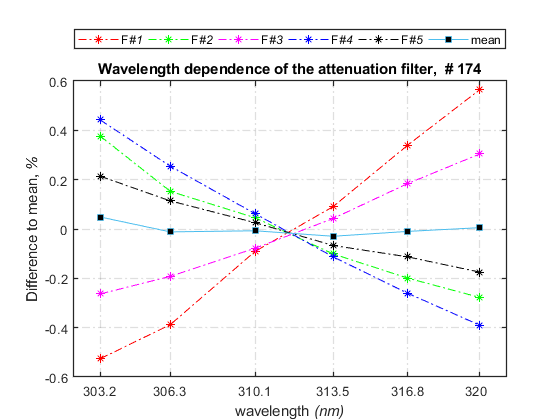 F#1 F#2 F#3 F#4 F#5 mean
Wavelength dependence of the attenuation filter, # 174
0.6
0.4
0.2
0
-0.2
-0.4
-0.6
Difference to mean, %
303.2 306.3 310.1 313.5 316.8 320
wavelength (nm)